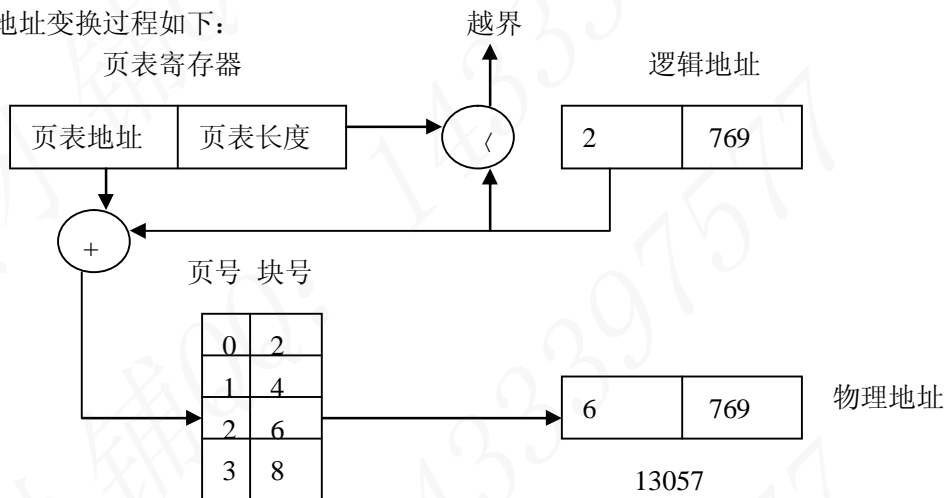 地址变换过程如下：
越界
页表寄存器
逻辑地址
页表地址 页表长度
〈
2 769
+
页号 块号
0 2
1 4
2 6
3 8
6 769
物理地址
13057